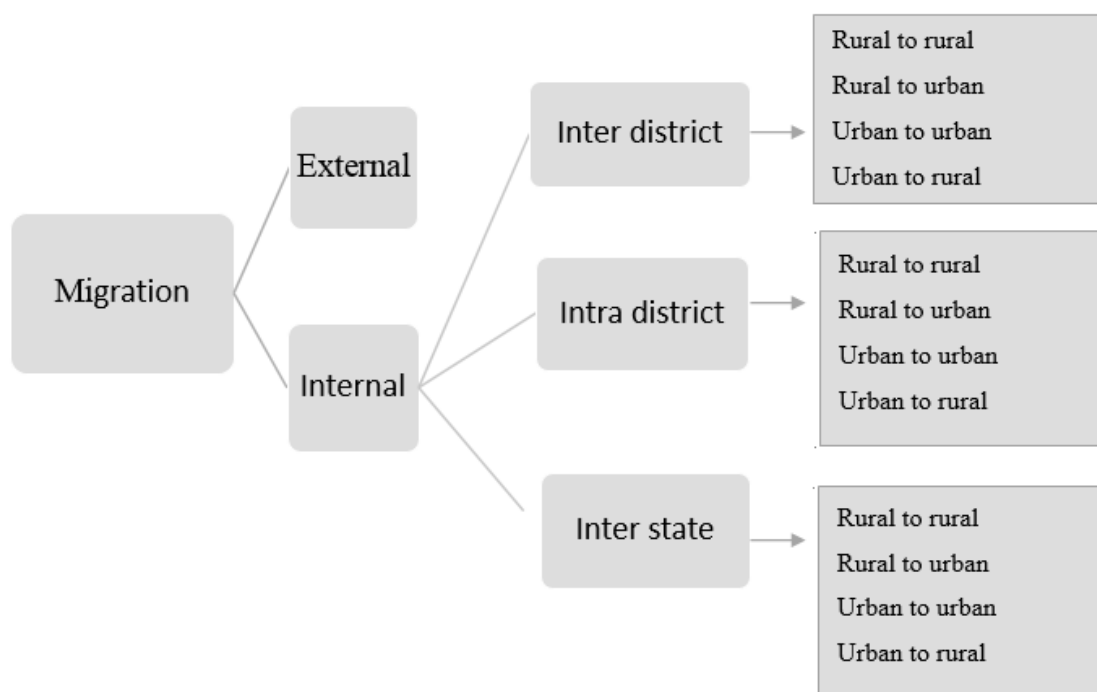 Migration
External
Internal
Inter district
Rural to rural
Rural to urban
Urban to urban
Urban to rural
Intra district
Rural to rural
Rural to urban
Urban to urban
Urban to rural
Inter state
Rural to rural
Rural to urban
Urban to urban
Urban to rural